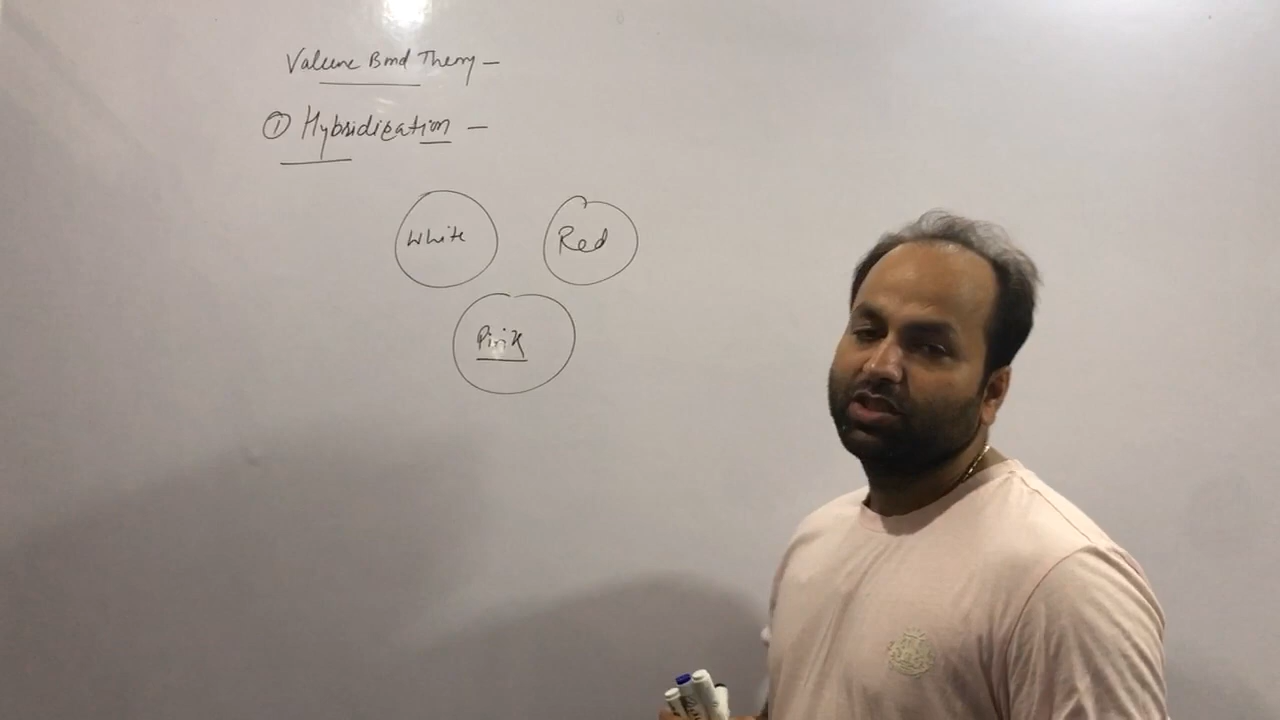 Valence Bond Theory –
① Hybridization –
White Red
Pink